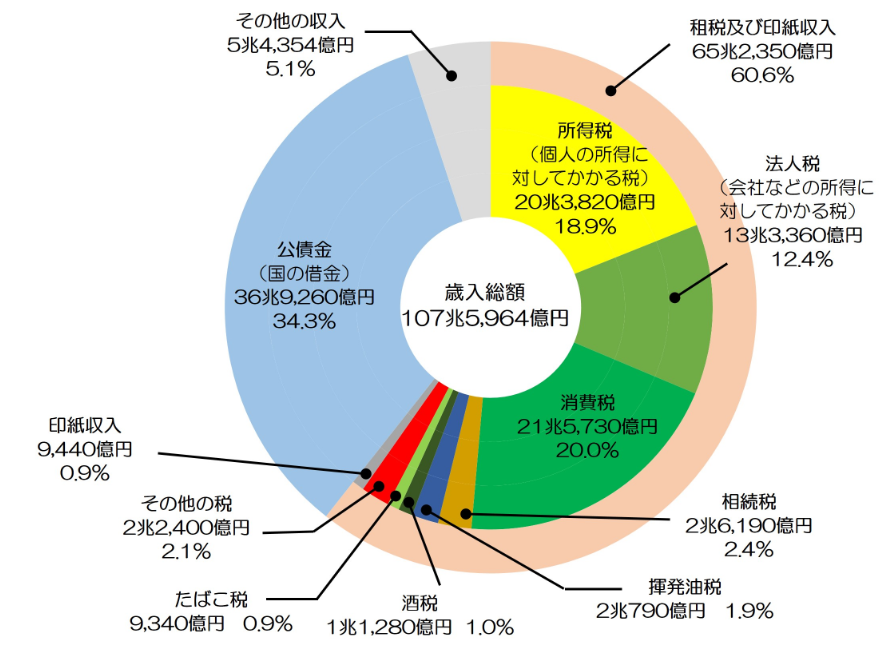 その他の収入
5兆4,354億円
5.1%
租税及び印紙収入
65兆2,350億円
60.6%
所得税
（個人の所得に
対してかかる税）
20兆3,820億円
18.9%
法人税
（会社などの所得に
対してかかる税）
13兆3,360億円
12.4%
公債金
（国の借金）
36兆9,260億円
34.3%
歳入総額
107兆5,964億円
消費税
21兆5,730億円
20.0%
印紙収入
9,440億円
0.9%
その他の税
2兆2,400億円
2.1%
相続税
2兆6,190億円
2.4%
たばこ税
9,340億円 0.9%
酒税
1兆1,280億円 1.0%
揮発油税
2兆790億円 1.9%